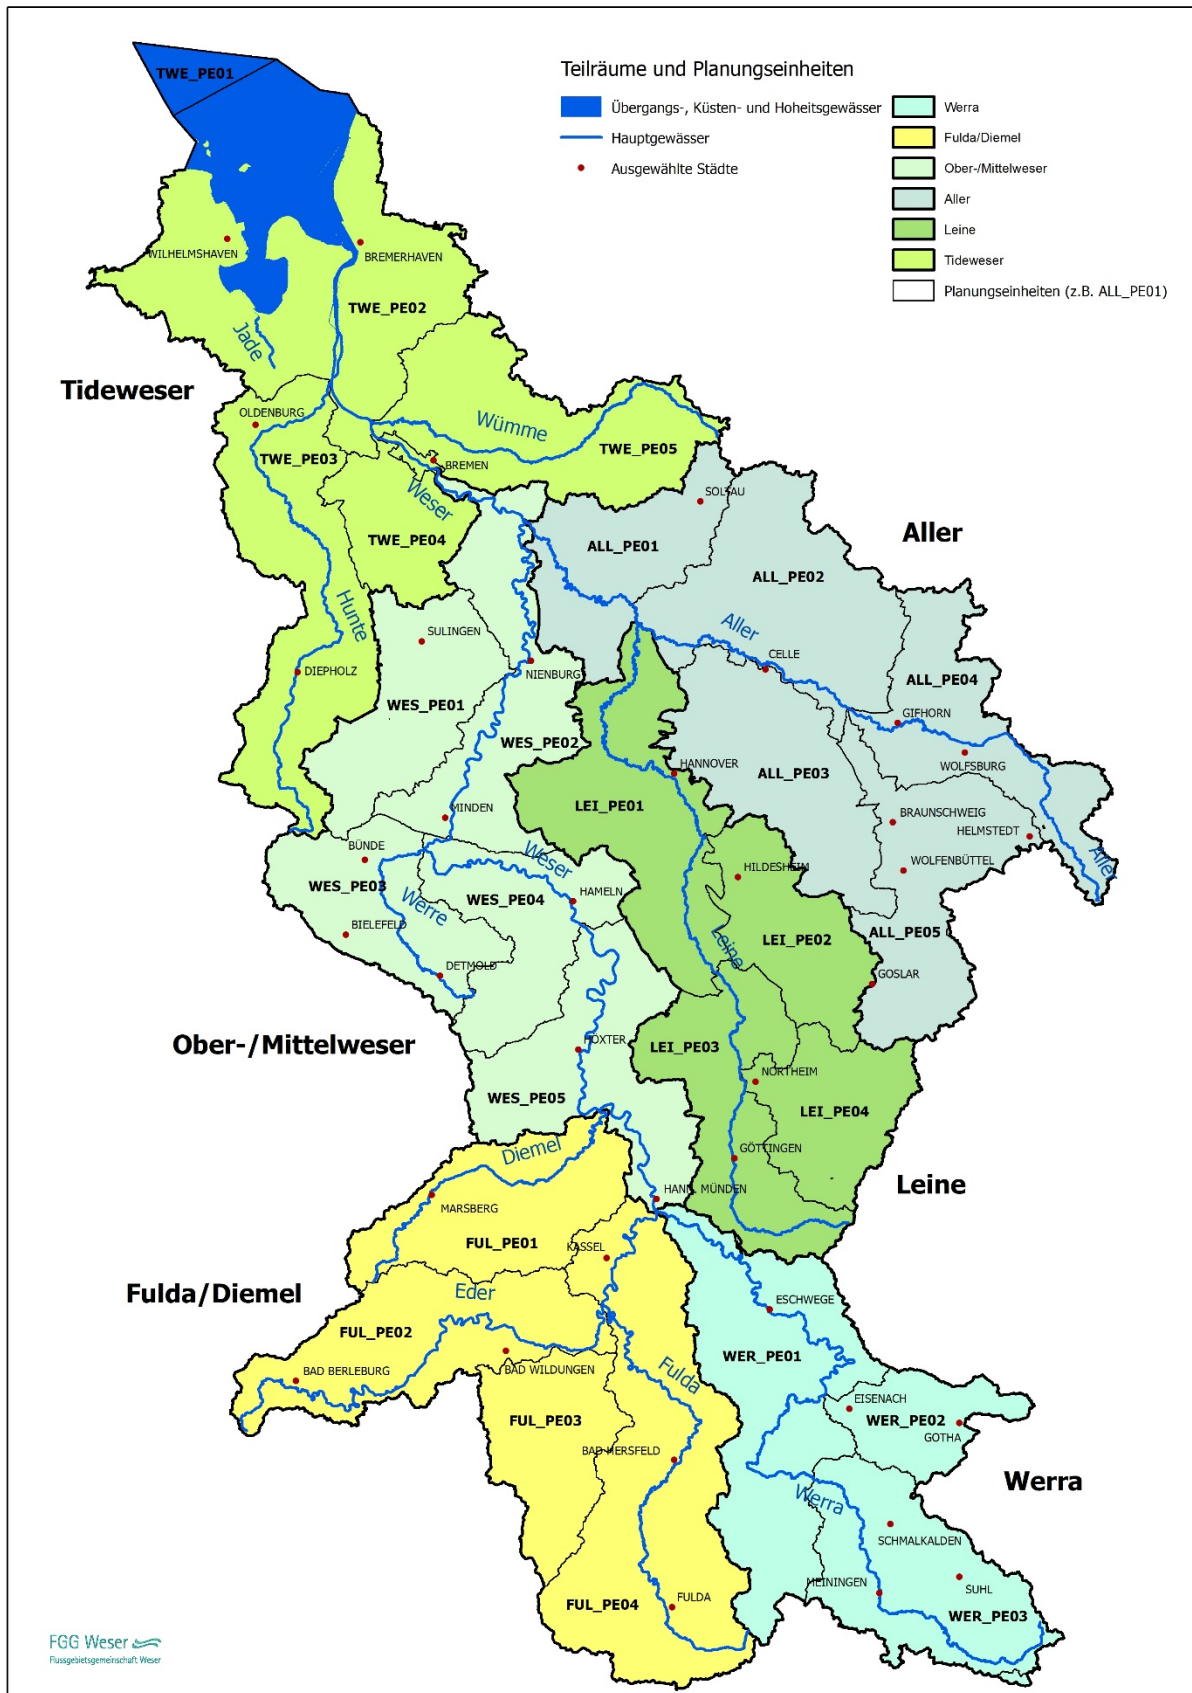 Teilräume und Planungseinheiten
Übergangs-, Küsten- und Hoheitsgewässer
Hauptgewässer
Ausgewählte Städte
Werra
Fulda/Diemel
Ober-/Mittelweser
Aller
Leine
Tideweser
Planungseinheiten (z.B. ALL_PE01)
TWE_PE01
WILHELMSHAVEN
BREMERHAVEN
TWE_PE02
Jade
Tideweser
OLDENBURG
Wümme
TWE_PE03
TWE_PE05
BREMEN
Weser
SOLTAU
TWE_PE04
ALL_PE01
Aller
ALL_PE02
Hunte
SULINGEN
Aller
DIEPHOLZ
NIENBURG
CELLE
ALL_PE04
WES_PE01
GIFHORN
WES_PE02
WOLFSBURG
HANNOVER
ALL_PE03
LEI_PE01
MINDEN
BRAUNSCHWEIG
HELMSTEDT
BÜNDE
Weser
HILDESHEIM
WOLFENBÜTTEL
Aller
WES_PE03
WES_PE04
HAMELN
Werre
BIELEFELD
ALL_PE05
LEI_PE02
Leine
DETMOLD
GOSLAR
Ober-/Mittelweser
HÖXTER
LEI_PE03
NORTHEIM
WES_PE05
LEI_PE04
Diemel
GÖTTINGEN
Leine
MARSBERG
HANN. MÜNDEN
FUL_PE01
KASSEL
Fulda/Diemel
Eder
ESCHWEGE
FUL_PE02
WER_PE01
BAD BERLEBURG
BAD WILDUNGEN
Fulda
EISENACH
FUL_PE03
WER_PE02
GOTHA
BAD HERSFELD
Werra
Werra
SCHMALKALDEN
MEININGEN
SUHL
FUL_PE04
FULDA
WER_PE03
FGG Weser
Flussgebietsgemeinschaft Weser